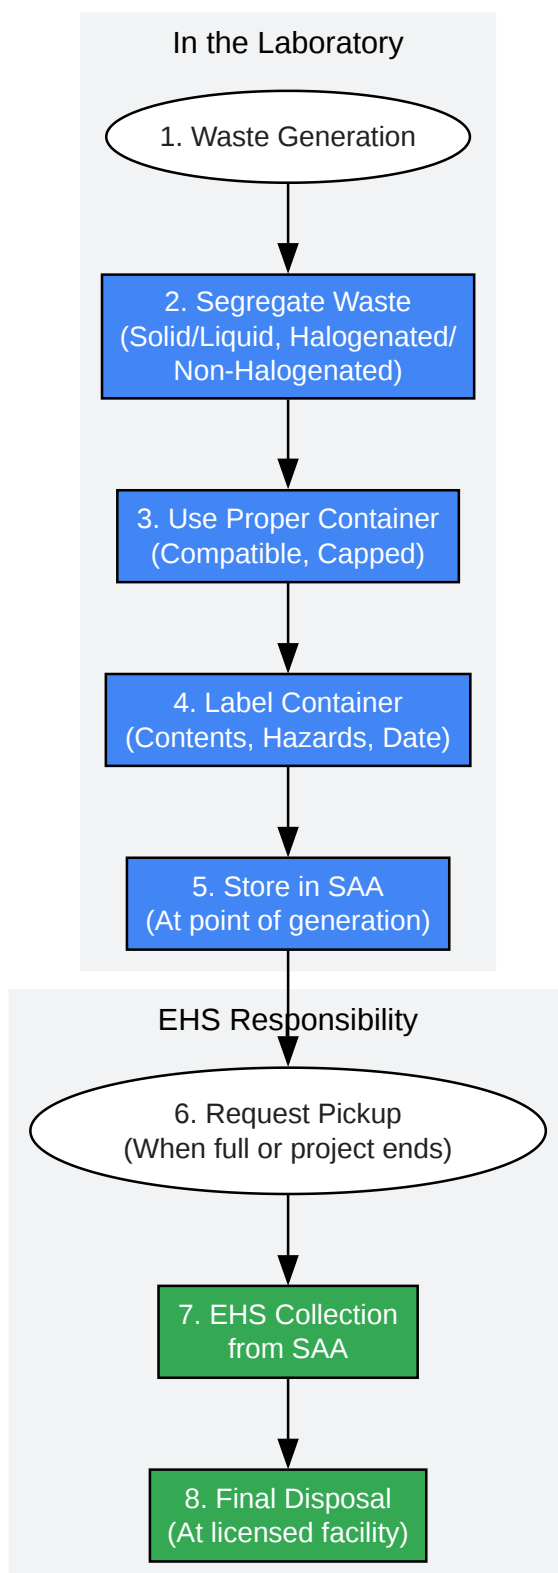 In the Laboratory
1. Waste Generation
2. Segregate Waste
(Solid/Liquid, Halogenated/
Non-Halogenated)
3. Use Proper Container
(Compatible, Capped)
4. Label Container
(Contents, Hazards, Date)
5. Store in SAA
(At point of generation)
EHS Responsibility
6. Request Pickup
(When full or project ends)
7. EHS Collection
from SAA
8. Final Disposal
(At licensed facility)